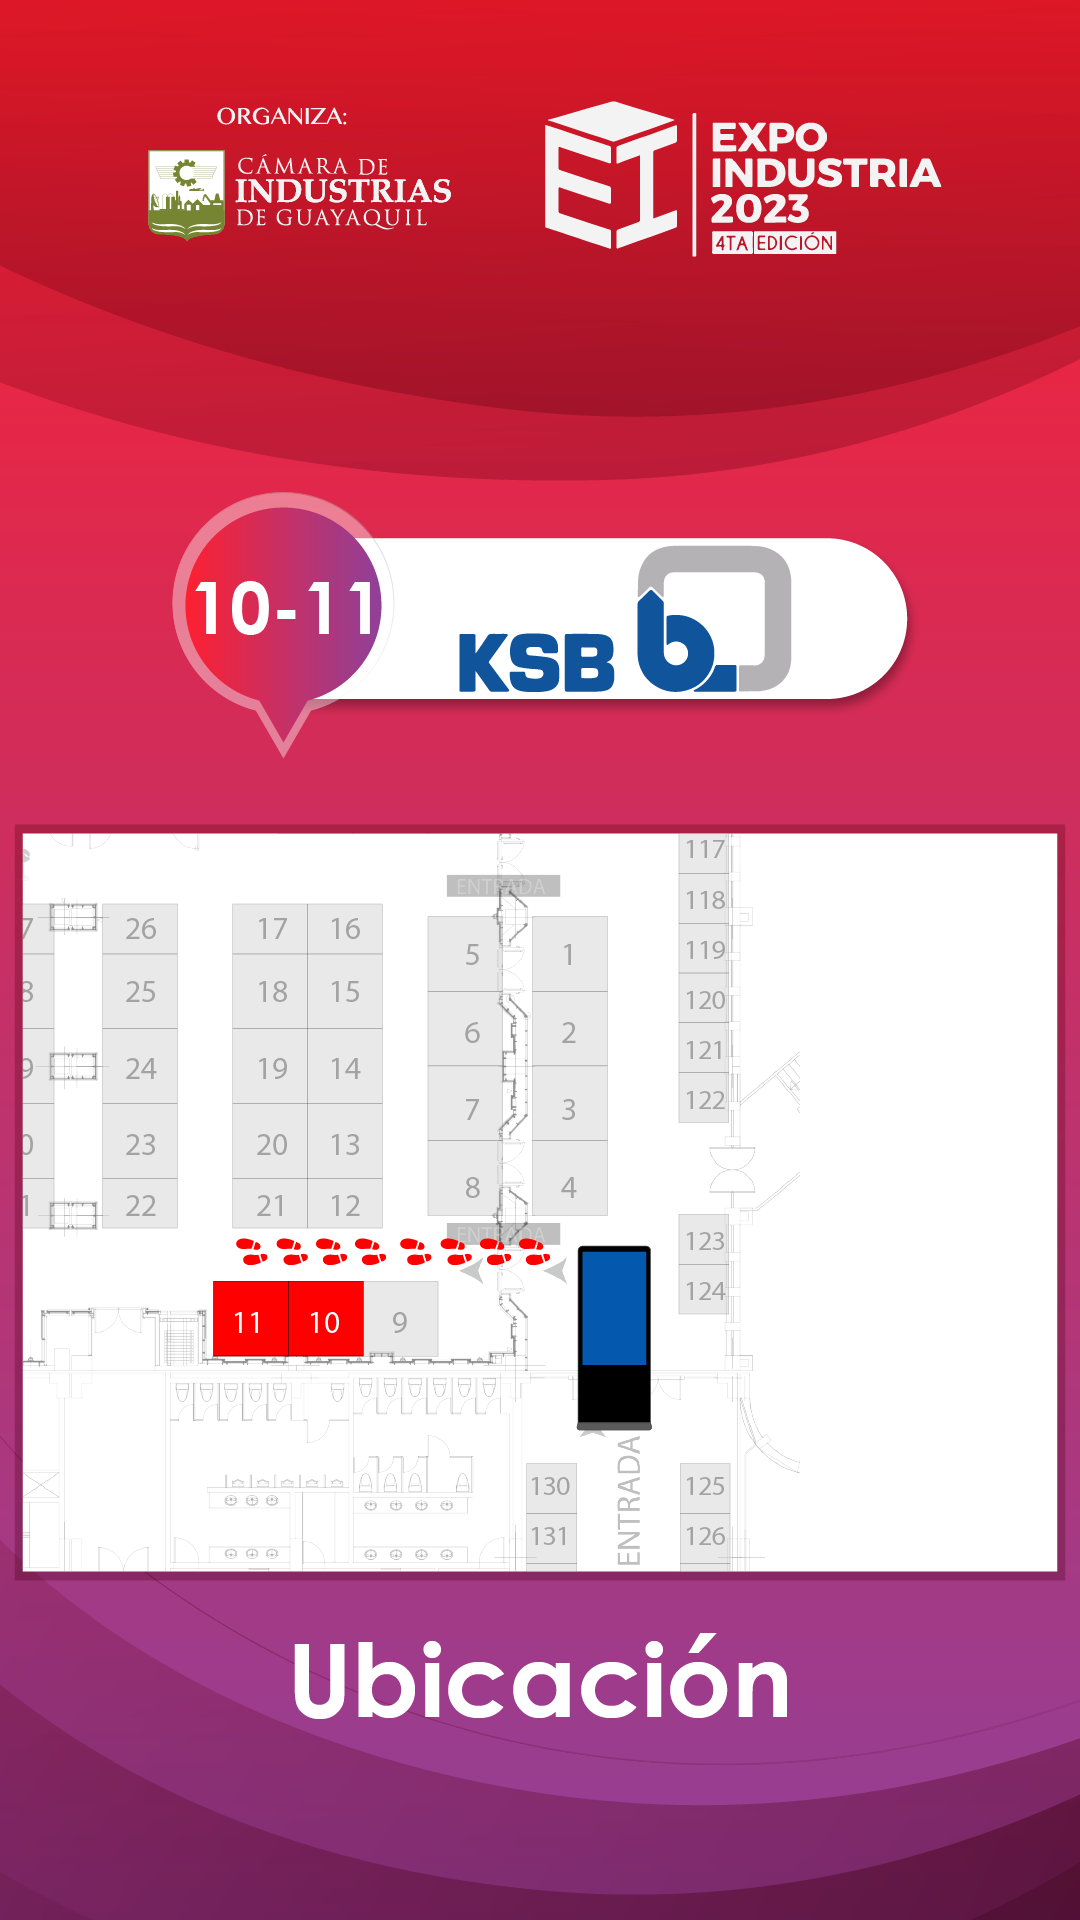 ORGANIZA:
CÁMARA DE
INDUSTRIAS
DE GUAYAQUIL
EXPO
INDUSTRIA
2023
4TA EDICIÓN
10-11
KSB b
117
ENTRADA
118
7 26 17 16
5 1
119
8 25 18 15
120
6 2
121
9 24 19 14
122
7 3
0 23 20 13
8 4
1 22 21 12
ENTRADA
123
124
11 10 9
ENTRADA
130 125
131 126
Ubicación